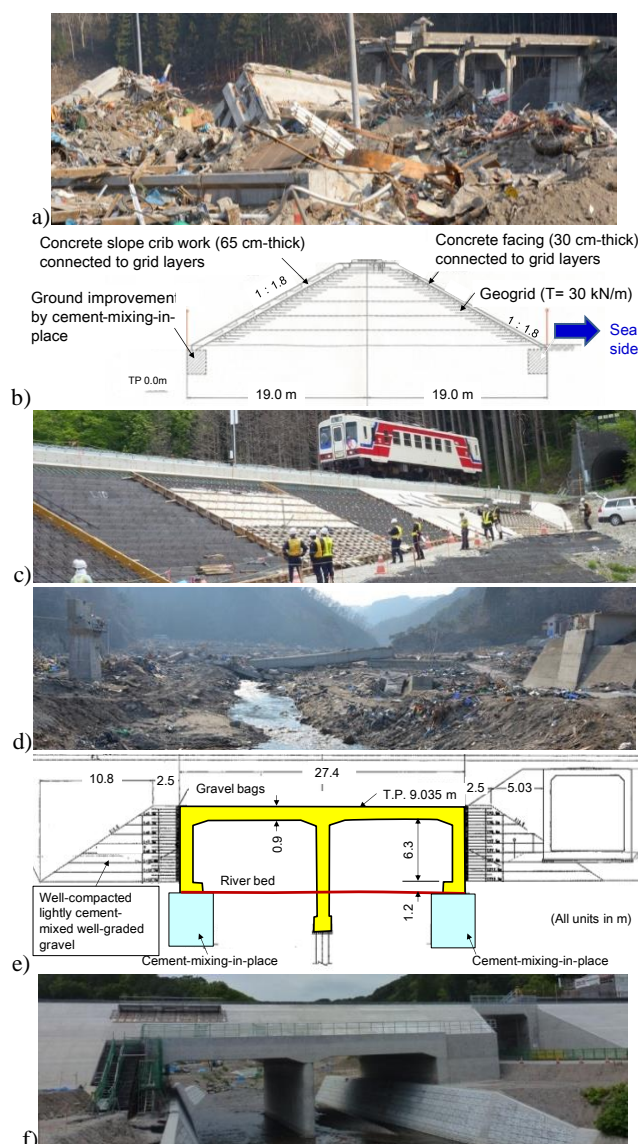 a)
Concrete slope crib work (65 cm-thick)
connected to grid layers
Concrete facing (30 cm-thick)
connected to grid layers
1 : 1.8
Geogrid (T= 30 kN/m)
Ground improvement
by cement-mixing-in-
place
1 : 1.8
Sea
side
TP 0.0m
19.0 m
19.0 m
b)
c)
d)
10.8
2.5
Gravel bags
27.4
T.P. 9.035 m
2.5
5.03
0.9
6.3
River bed
1.2
Well-compacted
lightly cement-
mixed well-graded
gravel
(All units in m)
Cement-mixing-in-place
Cement-mixing-in-place
e)
f)